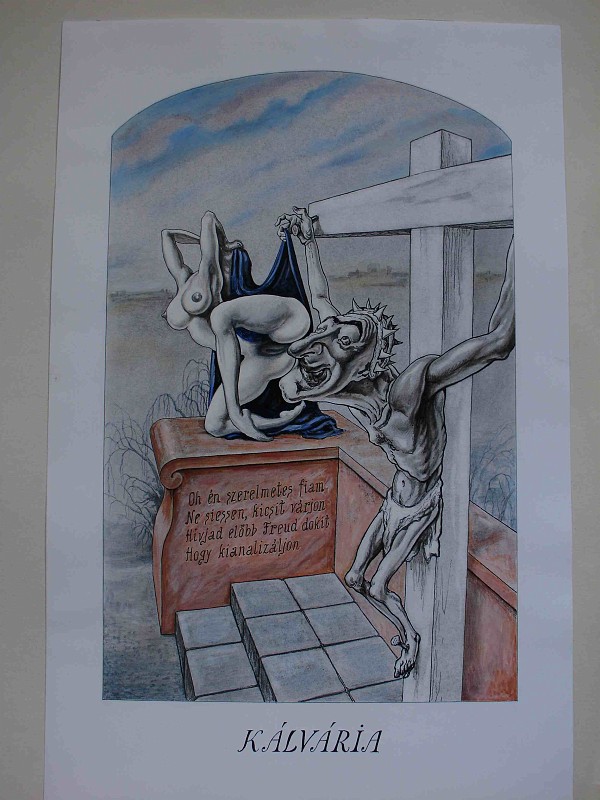 Oh én szerelmetes fiam
Ne siessen, kicsit várjon
Hívjad előbb Freud dokit
Hogy kianalizáljon
KÁLVÁRIA